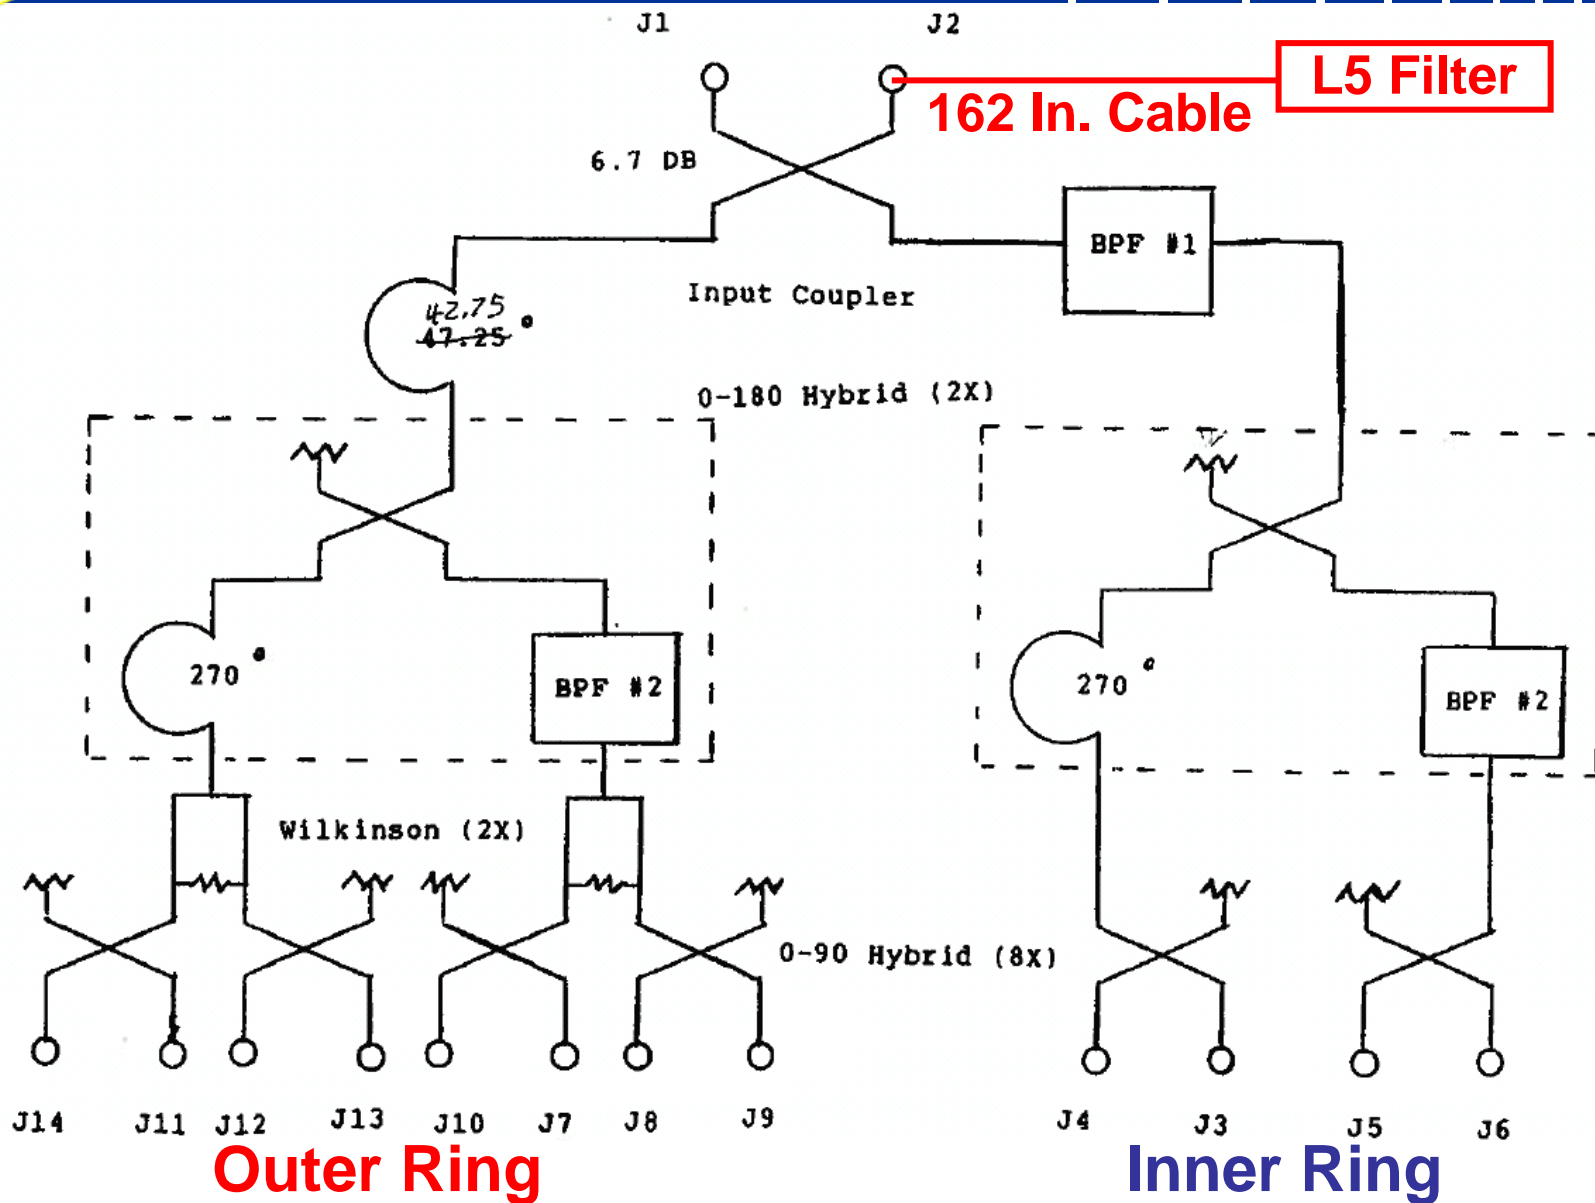 J1
J2
L5 Filter
162 In. Cable
6.7 DB
BPF #1
Input Coupler
42.75
47.25°
0-180 Hybrid (2X)
270°
BPF #2
270°
BPF #2
Wilkinson (2X)
0-90 Hybrid (8X)
J14
J11
J12
J13
J10
J7
J8
J9
J4
J3
J5
J6
Outer Ring
Inner Ring